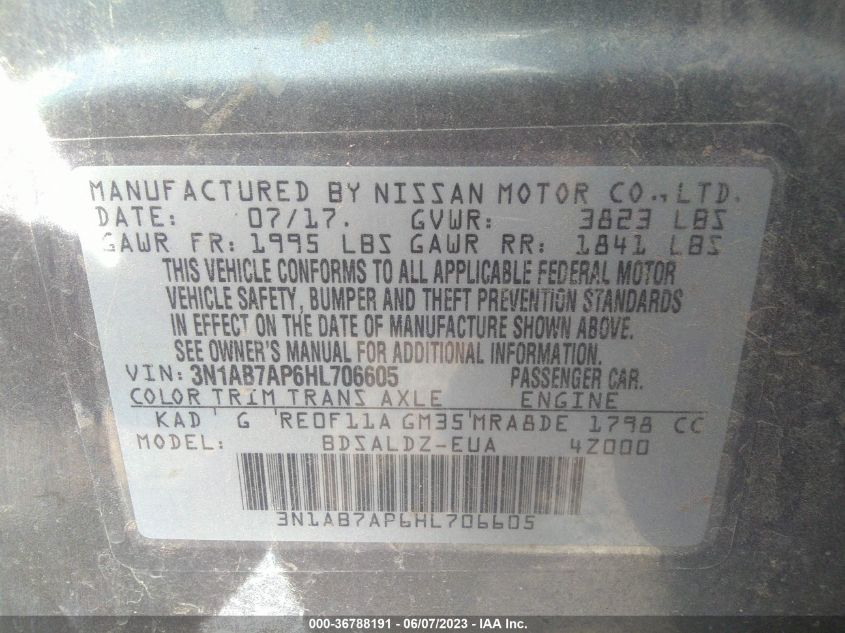 MANUFACTURED BY NISSAN MOTOR CO., LTD.
DATE: 07/17. GVWR: 3823 LBS
GAWR FR: 1995 LBS GAWR RR: 1841 LBS
THIS VEHICLE CONFORMS TO ALL APPLICABLE FEDERAL MOTOR
VEHICLE SAFETY, BUMPER AND THEFT PREVENTION STANDARDS
IN EFFECT ON THE DATE OF MANUFACTURE SHOWN ABOVE.
SEE OWNER'S MANUAL FOR ADDITIONAL INFORMATION.
VIN: 3N1AB7AP6HL706605 PASSENGER CAR.
COLOR TRIM TRANS AXLE ENGINE
KAD ' G 'RE0F11A GM35'MRA8DE 1798 CC
MODEL: BDSALDZ-EUA 4Z000
3N1AB7AP6HL706605
000-36788191 - 06/07/2023 - IAA Inc.